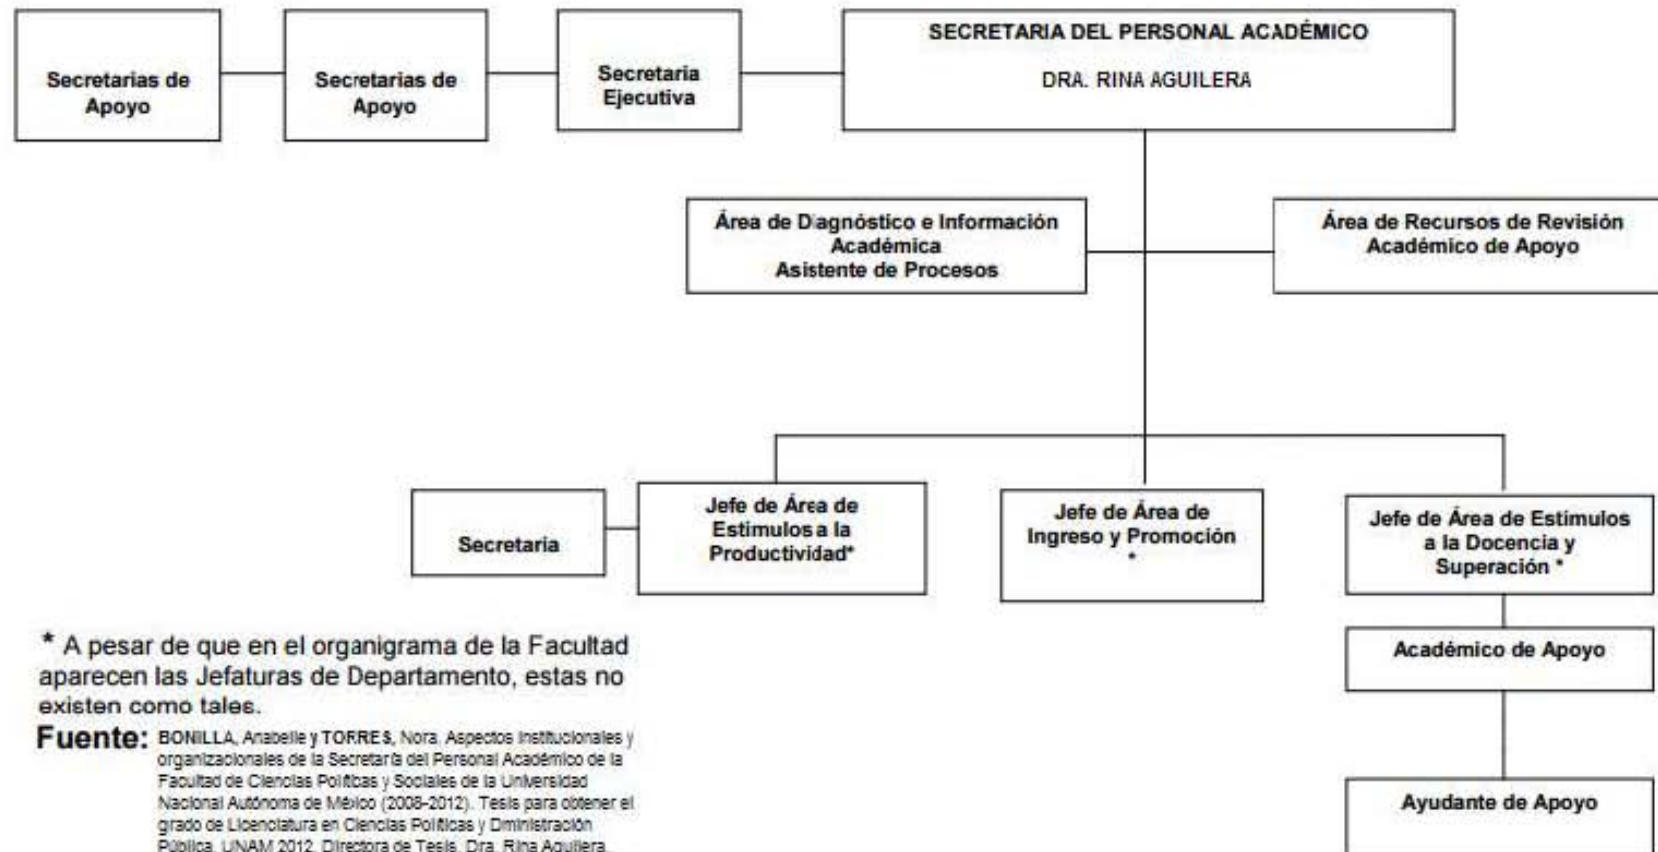 Secretarias de
Apoyo
Secretarias de
Apoyo
Secretaria
Ejecutiva
SECRETARIA DEL PERSONAL ACADÉMICO
DRA. RINA AGUILERA
Área de Diagnóstico e Información
Académica
Asistente de Procesos
Área de Recursos de Revisión
Académico de Apoyo
Secretaria
Jefe de Área de
Estimulos a la
Productividad*
Jefe de Área de
Ingreso y Promoción
*
Jefe de Área de Estimulos
a la Docencia y
Superación *
Académico de Apoyo
Ayudante de Apoyo
* A pesar de que en el organigrama de la Facultad
aparecen las Jefaturas de Departamento, estas no
existen como tales.
Fuente: BONILLA, Anabelle y TORRES, Nora. Aspectos Institucionales y
organizacionales de la Secretaría del Personal Académico de la
Facultad de Ciencias Políticas y Sociales de la Universidad
Nacional Autónoma de México (2008-2012). Tesis para obtener el
grado de Licenciatura en Ciencias Políticas y Dministración
Pública. UNAM 2012. Directora de Tesis. Dra. Rina Aguilera.